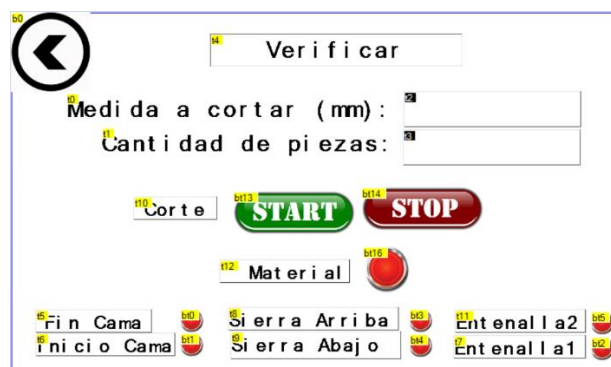 b0
t4
Verificar
t0
Medida a cortar (mm):
t2
t1
Cantidad de piezas:
t3
t10
Corte
bt13
START
bt14
STOP
t12
Material
bt16
t5
Fin Cama
bt0
t8
Sierra Arriba
bt3
t11
Entenalla2
bt5
t6
Inicio Cama
bt1
t9
Sierra Abajo
bt4
t7
Entenalla1
bt2